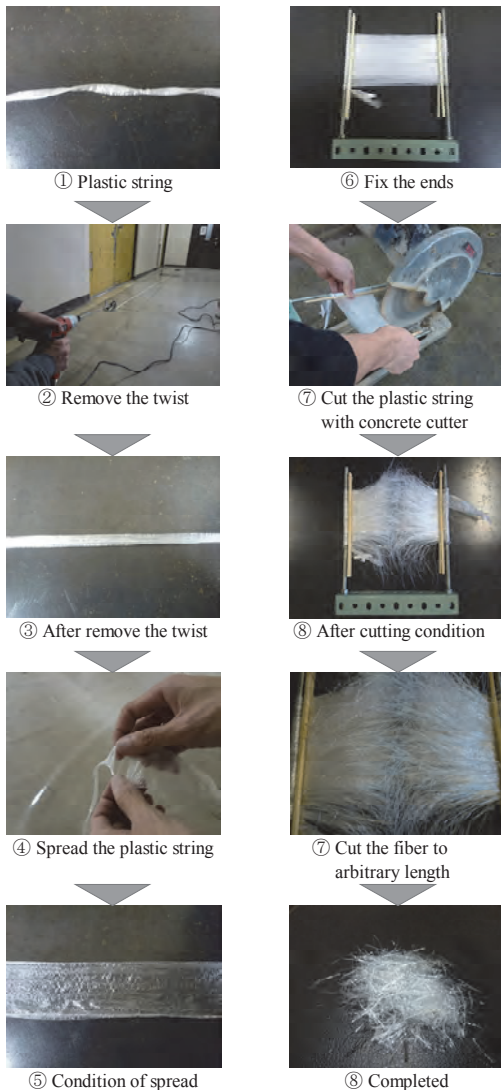 ① Plastic string
② Remove the twist
③ After remove the twist
④ Spread the plastic string
⑤ Condition of spread
⑥ Fix the ends
⑦ Cut the plastic string
with concrete cutter
⑧ After cutting condition
⑦ Cut the fiber to
arbitrary length
⑧ Completed